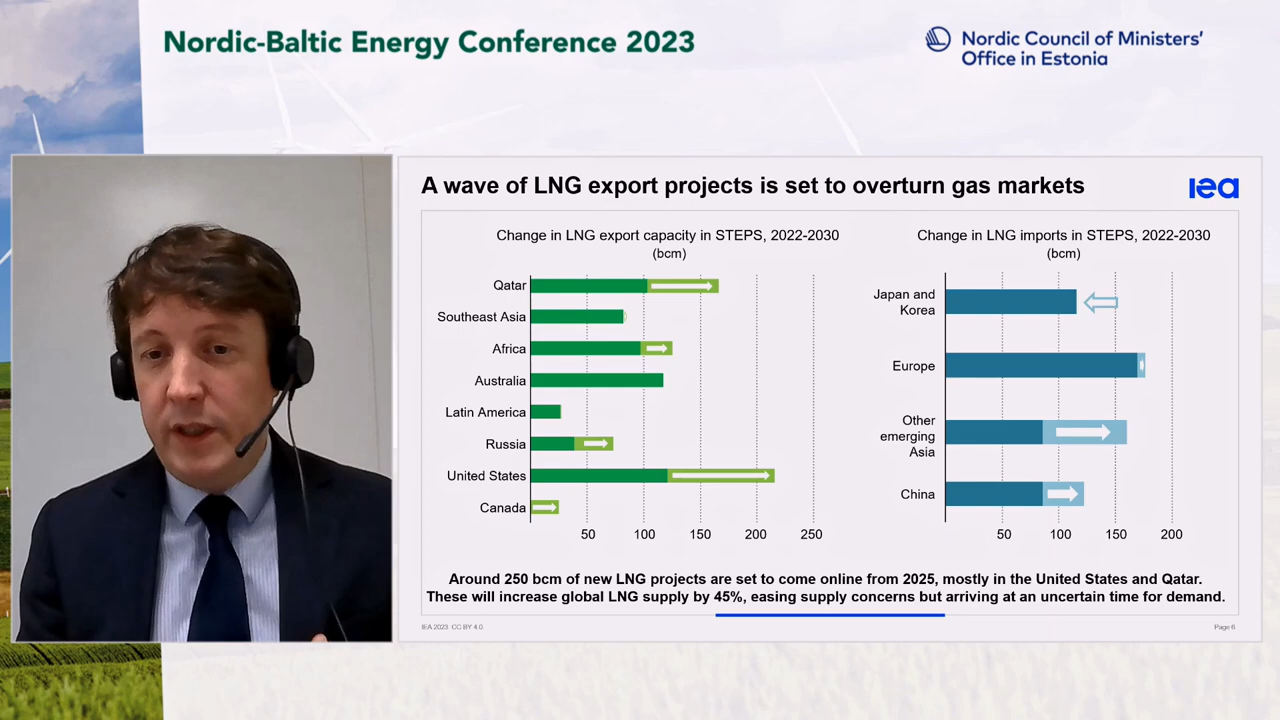 Nordic-Baltic Energy Conference 2023
Nordic Council of Ministers'
Office in Estonia
A wave of LNG export projects is set to overturn gas markets
iea
Change in LNG export capacity in STEPS, 2022-2030
(bcm)
Qatar
Southeast Asia
Africa
Australia
Latin America
Russia
United States
Canada
50 100 150 200 250
Change in LNG imports in STEPS, 2022-2030
(bcm)
Japan and
Korea
Europe
Other
emerging
Asia
China
50 100 150 200
Around 250 bcm of new LNG projects are set to come online from 2025, mostly in the United States and Qatar.
These will increase global LNG supply by 45%, easing supply concerns but arriving at an uncertain time for demand.
IEA 2023. CC BY 4.0.
Page 6